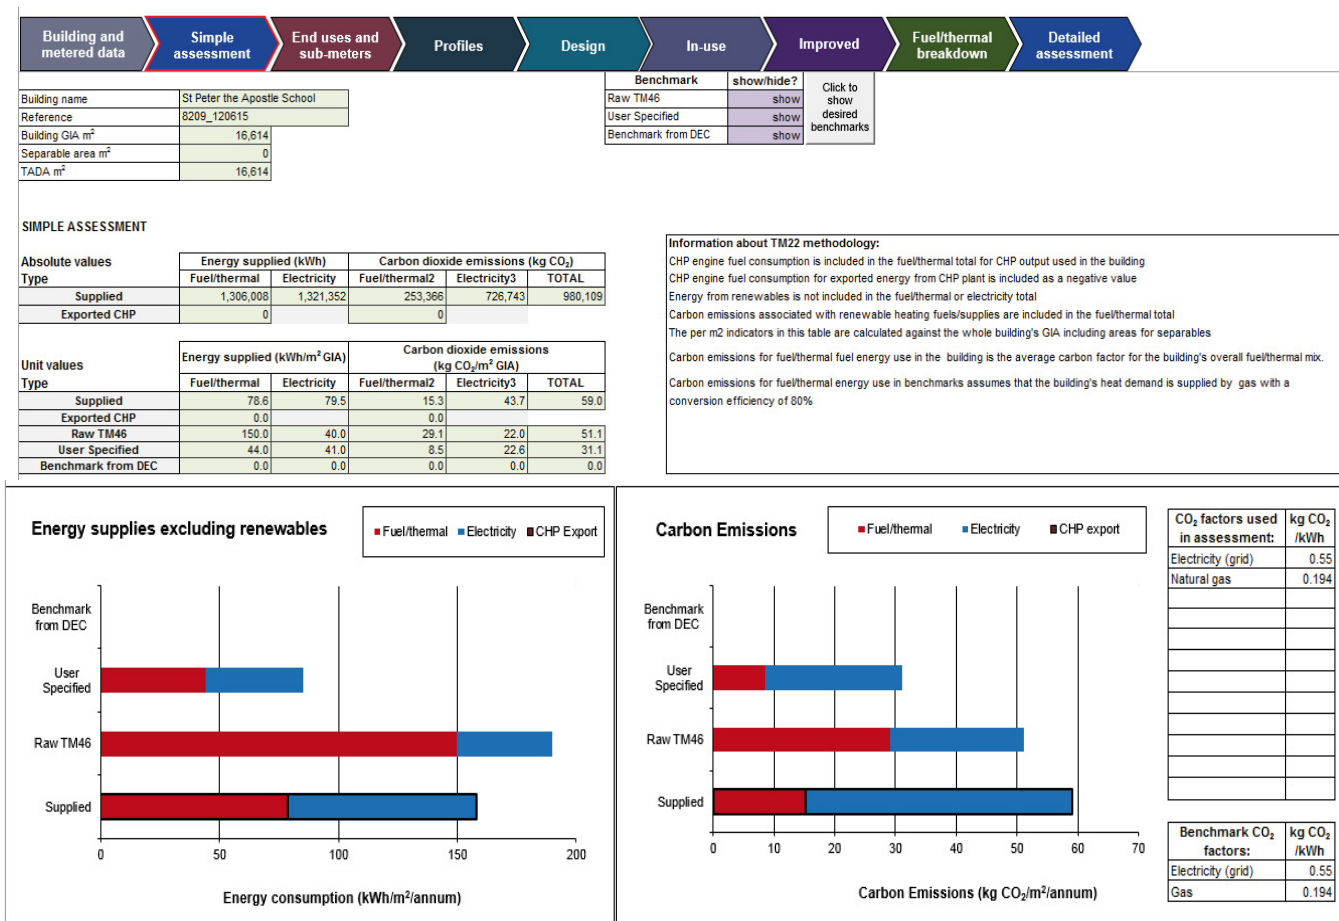 Building and metered data
Simple assessment
End uses and sub-meters
Profiles
Design
In-use
Improved
Fuel/thermal breakdown
Detailed assessment
Benchmark show/hide?
Raw TM46 show
User Specified show
Benchmark from DEC show
Click to
show
desired
benchmarks
Building name St Peter the Apostle School
Reference 8209_120615
Building GIA m² 16,614
Separable area m² 0
TADA m² 16,614
SIMPLE ASSESSMENT
Absolute values Energy supplied (kWh) Carbon dioxide emissions (kg CO₂)
Type Fuel/thermal Electricity Fuel/thermal2 Electricity3 TOTAL
Supplied 1,306,008 1,321,352 253,366 726,743 980,109
Exported CHP 0 0
Unit values Energy supplied (kWh/m² GIA) Carbon dioxide emissions
(kg CO₂/m² GIA)
Type Fuel/thermal Electricity Fuel/thermal2 Electricity3 TOTAL
Supplied 78.6 79.5 15.3 43.7 59.0
Exported CHP 0.0 0.0
Raw TM46 150.0 40.0 29.1 22.0 51.1
User Specified 44.0 41.0 8.5 22.6 31.1
Benchmark from DEC 0.0 0.0 0.0 0.0 0.0
Information about TM22 methodology:
CHP engine fuel consumption is included in the fuel/thermal total for CHP output used in the building
CHP engine fuel consumption for exported energy from CHP plant is included as a negative value
Energy from renewables is not included in the fuel/thermal or electricity total
Carbon emissions associated with renewable heating fuels/supplies are included in the fuel/thermal total
The per m2 indicators in this table are calculated against the whole building's GIA including areas for separables
Carbon emissions for fuel/thermal fuel energy use in the building is the average carbon factor for the building's overall fuel/thermal mix.
Carbon emissions for fuel/thermal energy use in benchmarks assumes that the building's heat demand is supplied by gas with a
conversion efficiency of 80%
Energy supplies excluding renewables
Fuel/thermal Electricity CHP Export
Benchmark
from DEC
User
Specified
Raw TM46
Supplied
0 50 100 150 200
Energy consumption (kWh/m²/annum)
Carbon Emissions
Fuel/thermal Electricity CHP export
Benchmark
from DEC
User
Specified
Raw TM46
Supplied
0 10 20 30 40 50 60 70
Carbon Emissions (kg CO₂/m²/annum)
CO₂ factors used kg CO₂
in assessment: /kWh
Electricity (grid) 0.55
Natural gas 0.194
Benchmark CO₂ kg CO₂
factors: /kWh
Electricity (grid) 0.55
Gas 0.194